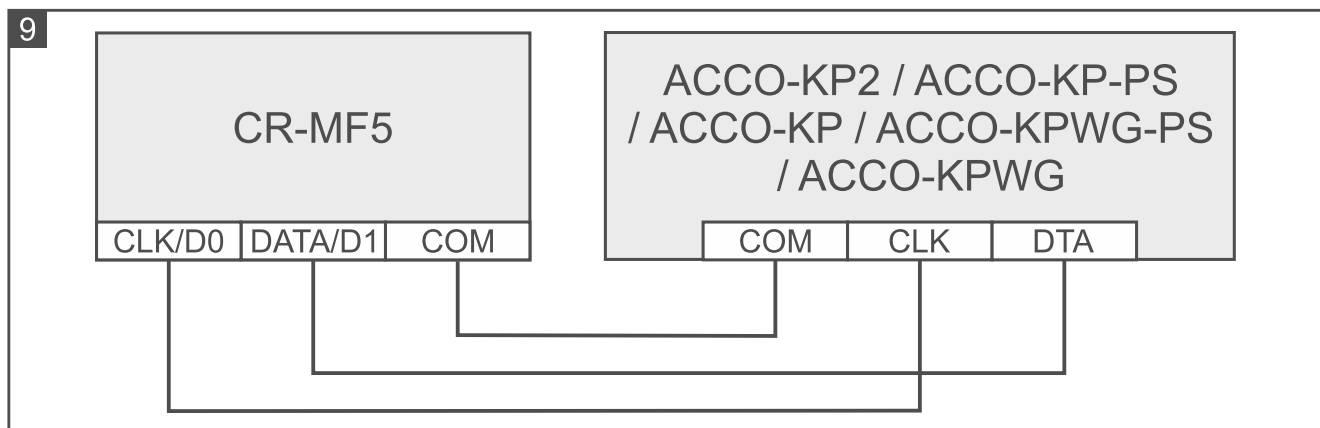 9
CR-MF5
CLK/D0 DATA/D1 COM
ACCO-KP2 / ACCO-KP-PS
/ ACCO-KP / ACCO-KPWG-PS
/ ACCO-KPWG
COM CLK DTA